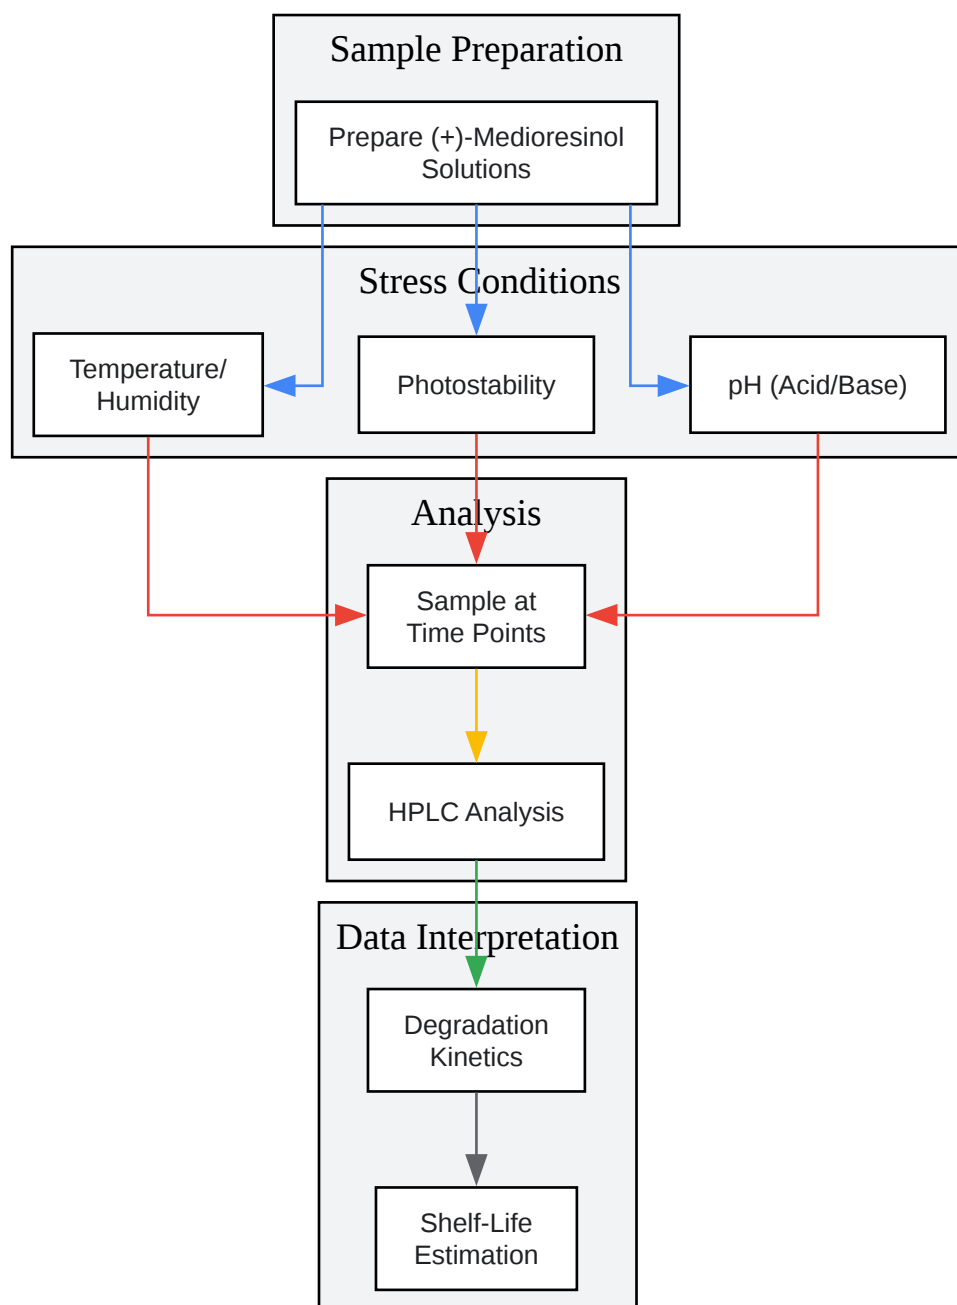 Sample Preparation
Prepare (+)-Medioresinol
Solutions
Stress Conditions
Temperature/
Humidity
Photostability
pH (Acid/Base)
Analysis
Sample at
Time Points
HPLC Analysis
Data Interpretation
Degradation
Kinetics
Shelf-Life
Estimation